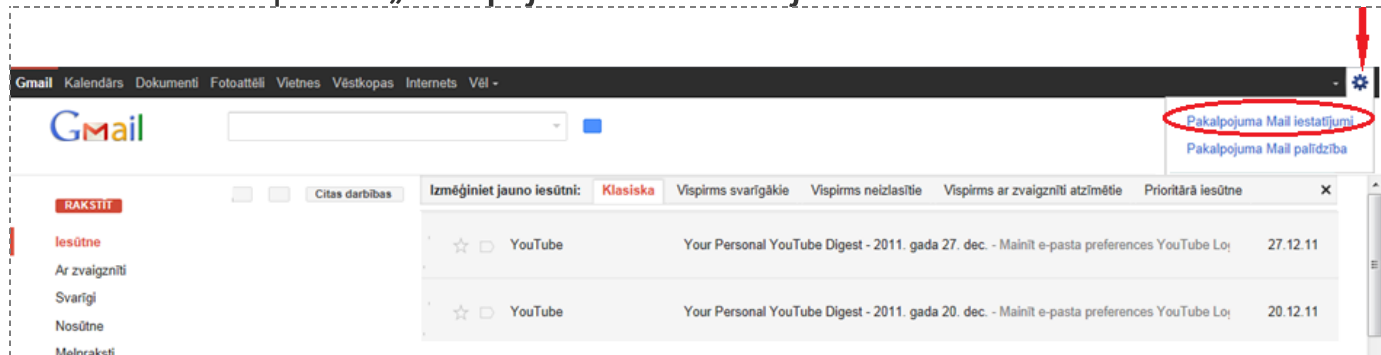 Gmail Kalendārs Dokumenti Fotoattēli Vietnes Vēstkopas Internets Vēl
Pakalpojuma Mail iestatījumi
Gmail
Pakalpojuma Mail palīdzība
Citas darbības Izmēģiniet jauno iesūtni: Klasiska Vispirms svarīgākie Vispirms neizlasītie Vispirms ar zvaigznīti atzīmētie Prioritārā iesūtne
RAKSTĪT
Iesūtne
YouTube Your Personal YouTube Digest - 2011. gada 27. dec. - Mainīt e-pasta preferences YouTube 27.12.11
Ar zvaigznīti
Svarīgi
YouTube Your Personal YouTube Digest - 2011. gada 20. dec. - Mainīt e-pasta preferences YouTube 20.12.11
Nosūtne
Melnraksti